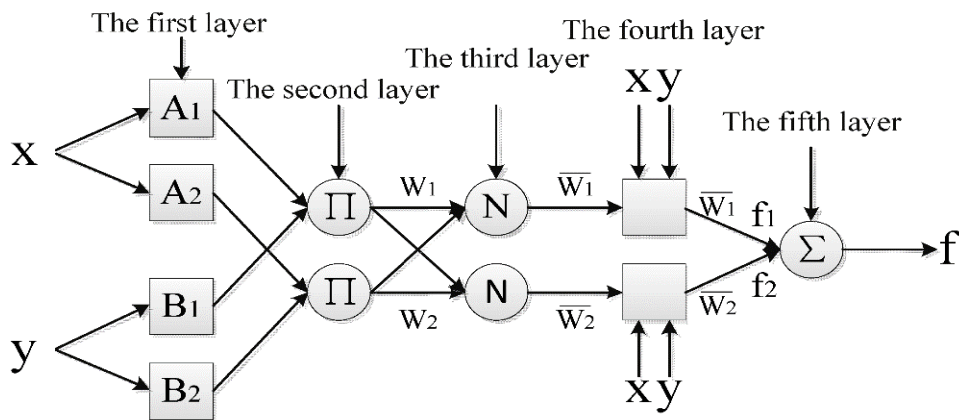 The first layer
The second layer
The third layer
The fourth layer
The fifth layer
x
y
A1
A2
B1
B2
Π
Π
W1
W2
N
N
W̅1
W̅2
x y
x y
W̅1 f1
W̅2 f2
Σ
f